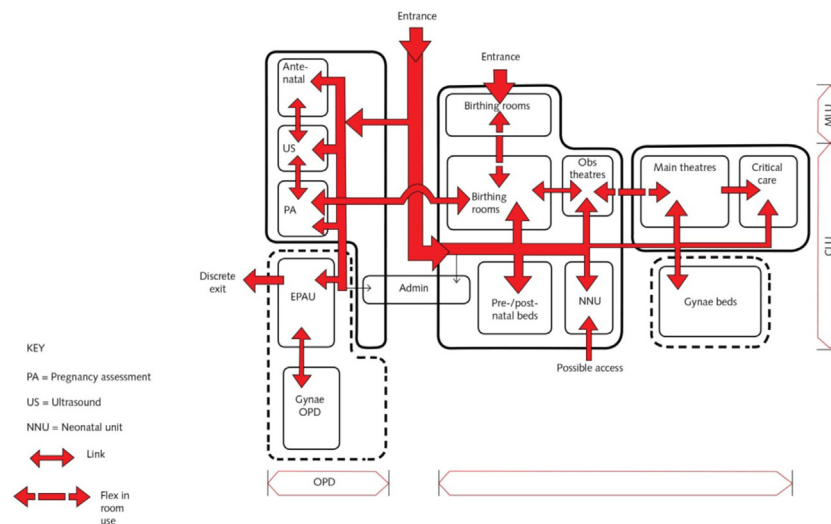 Entrance
Entrance
Ante-
natal
US
PA
Birthing rooms
Birthing
rooms
Obs
theatres
Main theatres
Critical
care
MLU
CLU
Discrete
exit
EPAU
Admin
Pre-/post-
natal beds
NNU
Gynae beds
Possible access
Gynae
OPD
KEY
PA = Pregnancy assessment
US = Ultrasound
NNU = Neonatal unit
Link
Flex in
room
use
OPD